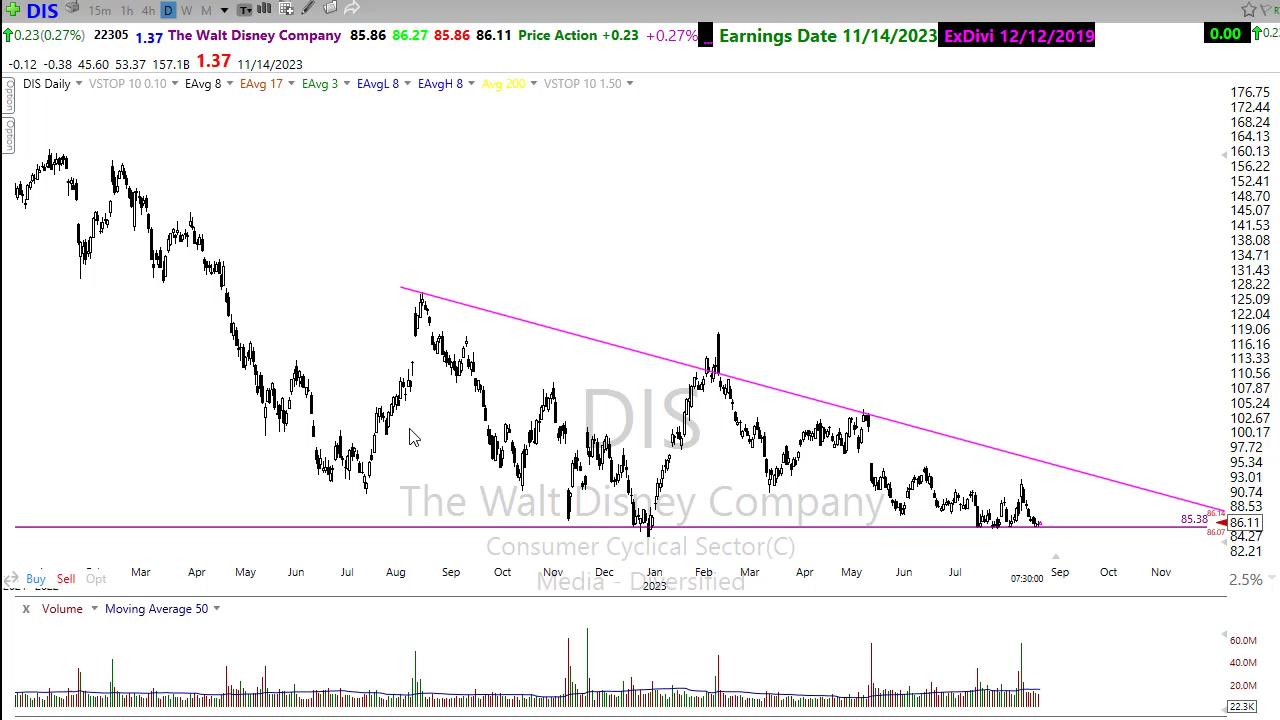 DIS 15m 1h 4h D W M T
0.23(0.27%) 22305 1.37 The Walt Disney Company 85.86 86.27 85.86 86.11 Price Action +0.23 +0.27% Earnings Date 11/14/2023 ExDivi 12/12/2019 0.00
-0.12 -0.38 45.60 53.37 157.1B 1.37 11/14/2023
DIS Daily VSTOP 10 0.10 EAvg 8 EAvg 17 EAvg 3 EAvgL 8 EAvgH 8 Avg 200 VSTOP 10 1.50
Option
Option
176.75
172.44
168.24
164.13
160.13
156.22
152.41
148.70
145.07
141.53
138.08
134.71
131.43
128.22
125.09
122.04
119.06
116.16
113.33
110.56
107.87
105.24
102.67
100.17
97.72
95.34
93.01
90.74
88.53
86.14
85.38
86.11
86.07
84.27
82.21
DIS
The Walt Disney Company
Consumer Cyclical Sector(C)
Media - Diversified
Mar Apr May Jun Jul Aug Sep Oct Nov Dec Jan Feb Mar Apr May Jun Jul 07:30:00 Sep Oct Nov
2023
Buy Sell Opt
2.5%
x Volume Moving Average 50
60.0M
40.0M
20.0M
22.3K